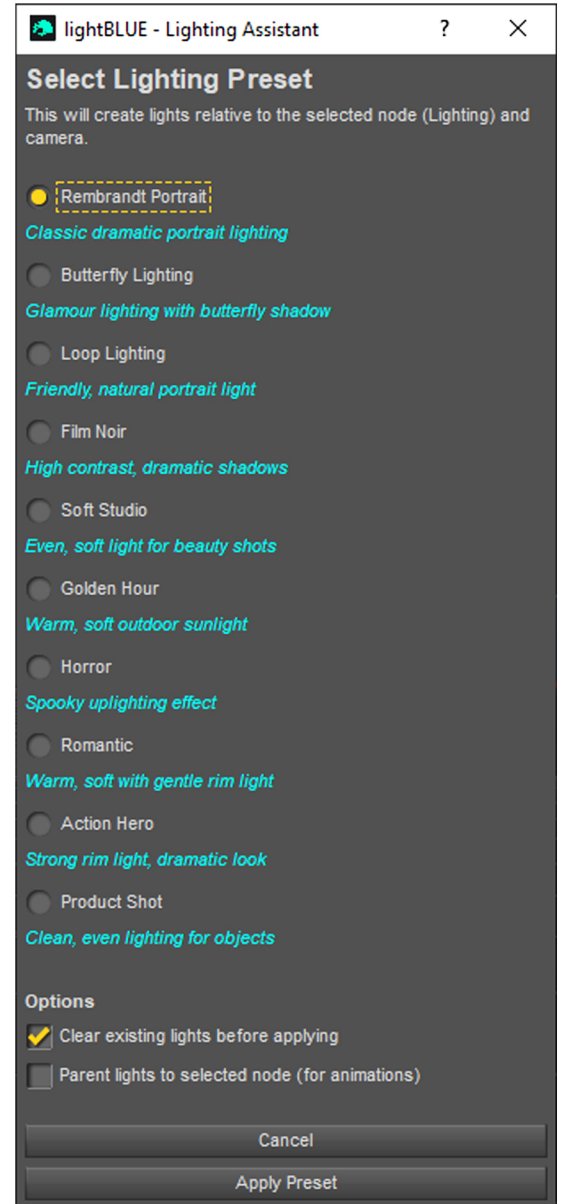 lightBLUE - Lighting Assistant ?
Select Lighting Preset
This will create lights relative to the selected node (Lighting) and
camera.
Rembrandt Portrait
Classic dramatic portrait lighting
Butterfly Lighting
Glamour lighting with butterfly shadow
Loop Lighting
Friendly, natural portrait light
Film Noir
High contrast, dramatic shadows
Soft Studio
Even, soft light for beauty shots
Golden Hour
Warm, soft outdoor sunlight
Horror
Spooky uplighting effect
Romantic
Warm, soft with gentle rim light
Action Hero
Strong rim light, dramatic look
Product Shot
Clean, even lighting for objects
Options
Clear existing lights before applying
Parent lights to selected node (for animations)
Cancel
Apply Preset